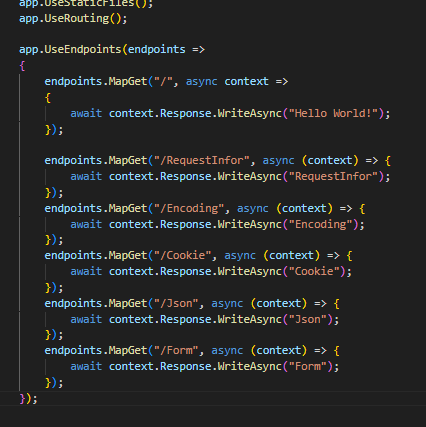 app.UseStaticFiles();
app.UseRouting();
app.UseEndpoints(endpoints =>
{
endpoints.MapGet("/", async context =>
{
await context.Response.WriteAsync("Hello World!");
});
endpoints.MapGet("/RequestInfor", async (context) => {
await context.Response.WriteAsync("RequestInfor");
});
endpoints.MapGet("/Encoding", async (context) => {
await context.Response.WriteAsync("Encoding");
});
endpoints.MapGet("/Cookie", async (context) => {
await context.Response.WriteAsync("Cookie");
});
endpoints.MapGet("/Json", async (context) => {
await context.Response.WriteAsync("Json");
});
endpoints.MapGet("/Form", async (context) => {
await context.Response.WriteAsync("Form");
});
});